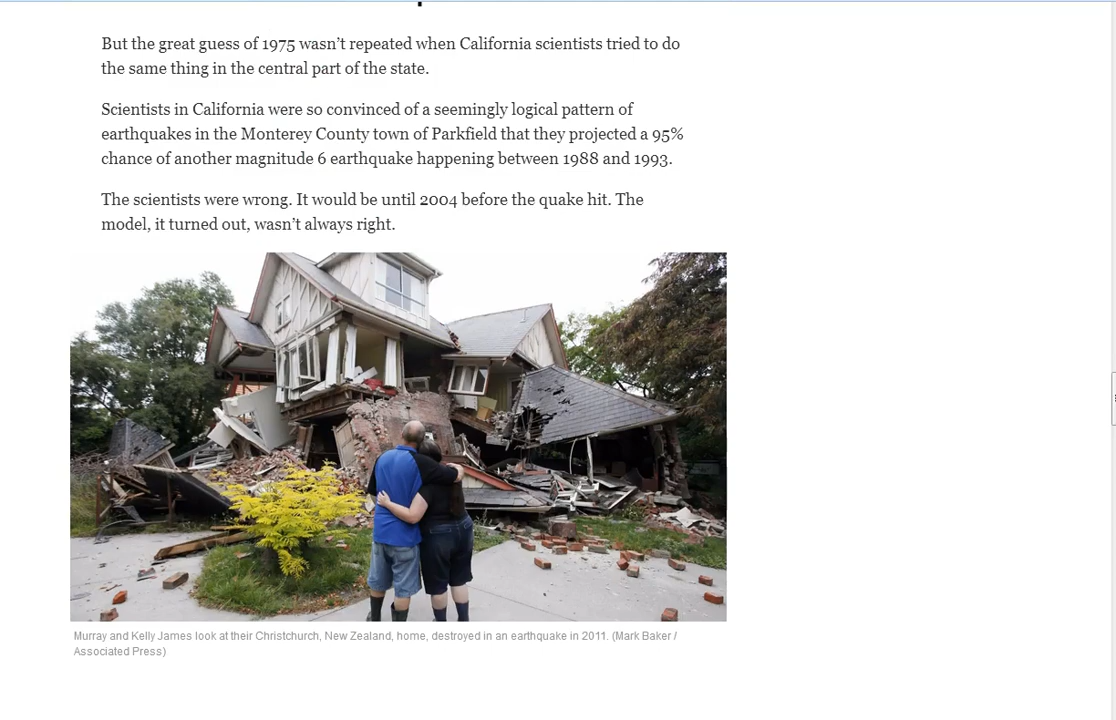 But the great guess of 1975 wasn’t repeated when California scientists tried to do
the same thing in the central part of the state.
Scientists in California were so convinced of a seemingly logical pattern of
earthquakes in the Monterey County town of Parkfield that they projected a 95%
chance of another magnitude 6 earthquake happening between 1988 and 1993.
The scientists were wrong. It would be until 2004 before the quake hit. The
model, it turned out, wasn’t always right.
Murray and Kelly James look at their Christchurch, New Zealand, home, destroyed in an earthquake in 2011. (Mark Baker /
Associated Press)